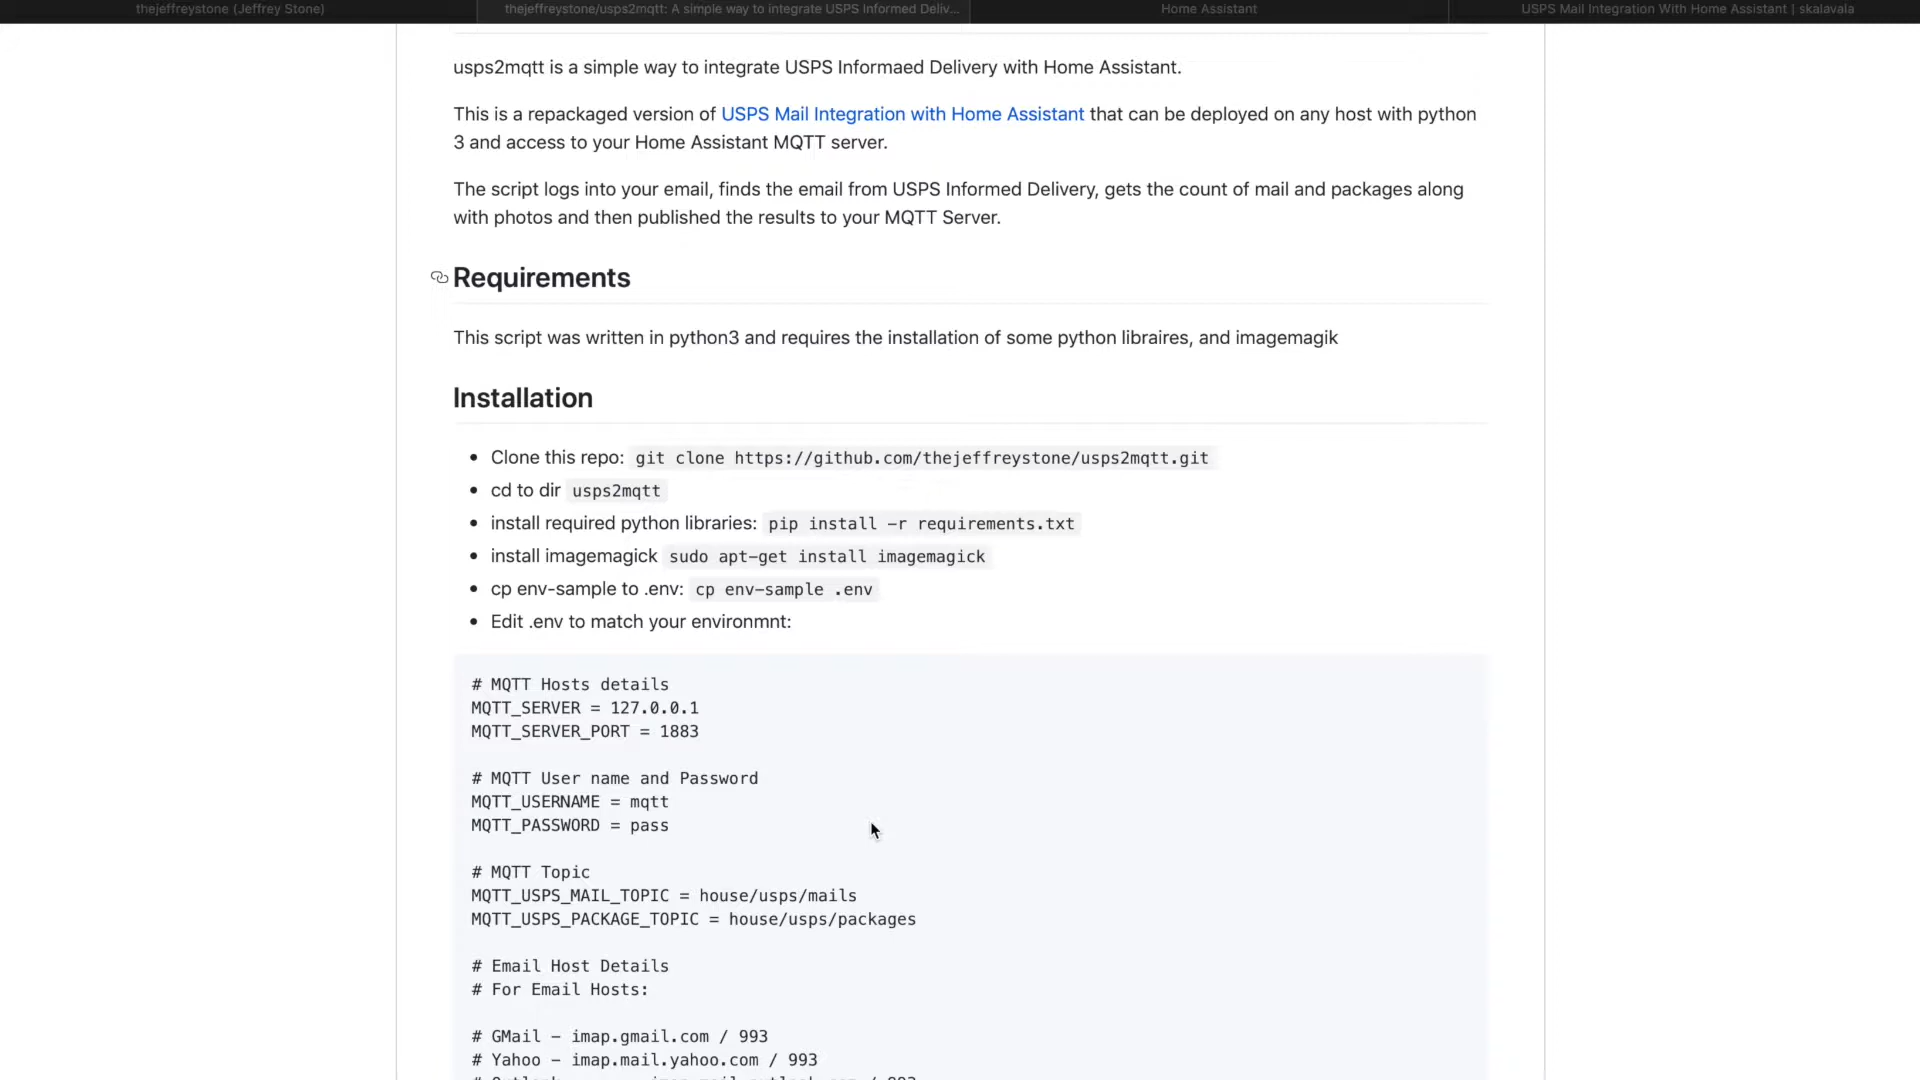 thejeffreystone (Jeffrey Stone)
thejeffreystone/usps2mqtt: A simple way to integrate USPS Informed Deliv...
Home Assistant
USPS Mail Integration With Home Assistant | skalavala
usps2mqtt is a simple way to integrate USPS Informaed Delivery with Home Assistant.
This is a repackaged version of USPS Mail Integration with Home Assistant that can be deployed on any host with python
3 and access to your Home Assistant MQTT server.
The script logs into your email, finds the email from USPS Informed Delivery, gets the count of mail and packages along
with photos and then published the results to your MQTT Server.
Requirements
This script was written in python3 and requires the installation of some python libraires, and imagemagik
Installation
• Clone this repo: git clone https://github.com/thejeffreystone/usps2mqtt.git
• cd to dir usps2mqtt
• install required python libraries: pip install -r requirements.txt
• install imagemagick sudo apt-get install imagemagick
• cp env-sample to .env: cp env-sample .env
• Edit .env to match your environmnt:
# MQTT Hosts details
MQTT_SERVER = 127.0.0.1
MQTT_SERVER_PORT = 1883
# MQTT User name and Password
MQTT_USERNAME = mqtt
MQTT_PASSWORD = pass
# MQTT Topic
MQTT_USPS_MAIL_TOPIC = house/usps/mails
MQTT_USPS_PACKAGE_TOPIC = house/usps/packages
# Email Host Details
# For Email Hosts:
# GMail - imap.gmail.com / 993
# Yahoo - imap.mail.yahoo.com / 993